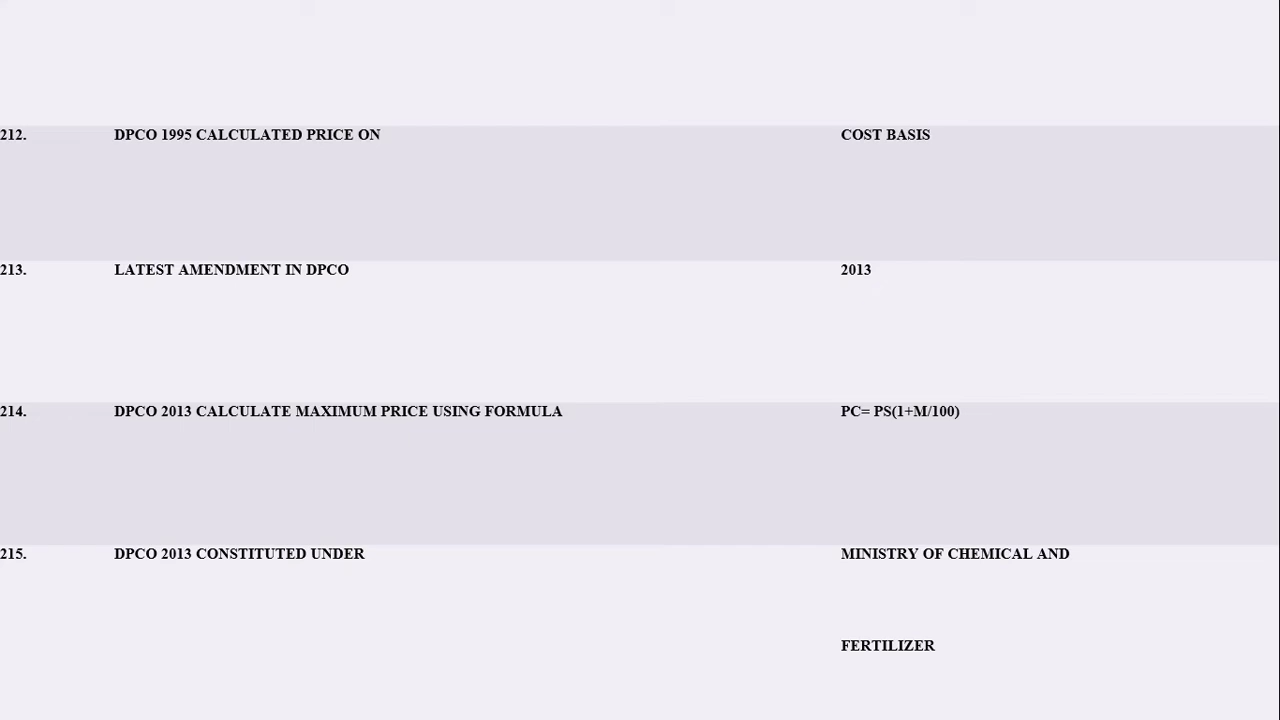 212. DPCO 1995 CALCULATED PRICE ON COST BASIS
213. LATEST AMENDMENT IN DPCO 2013
214. DPCO 2013 CALCULATE MAXIMUM PRICE USING FORMULA PC= PS(1+M/100)
215. DPCO 2013 CONSTITUTED UNDER MINISTRY OF CHEMICAL AND
FERTILIZER